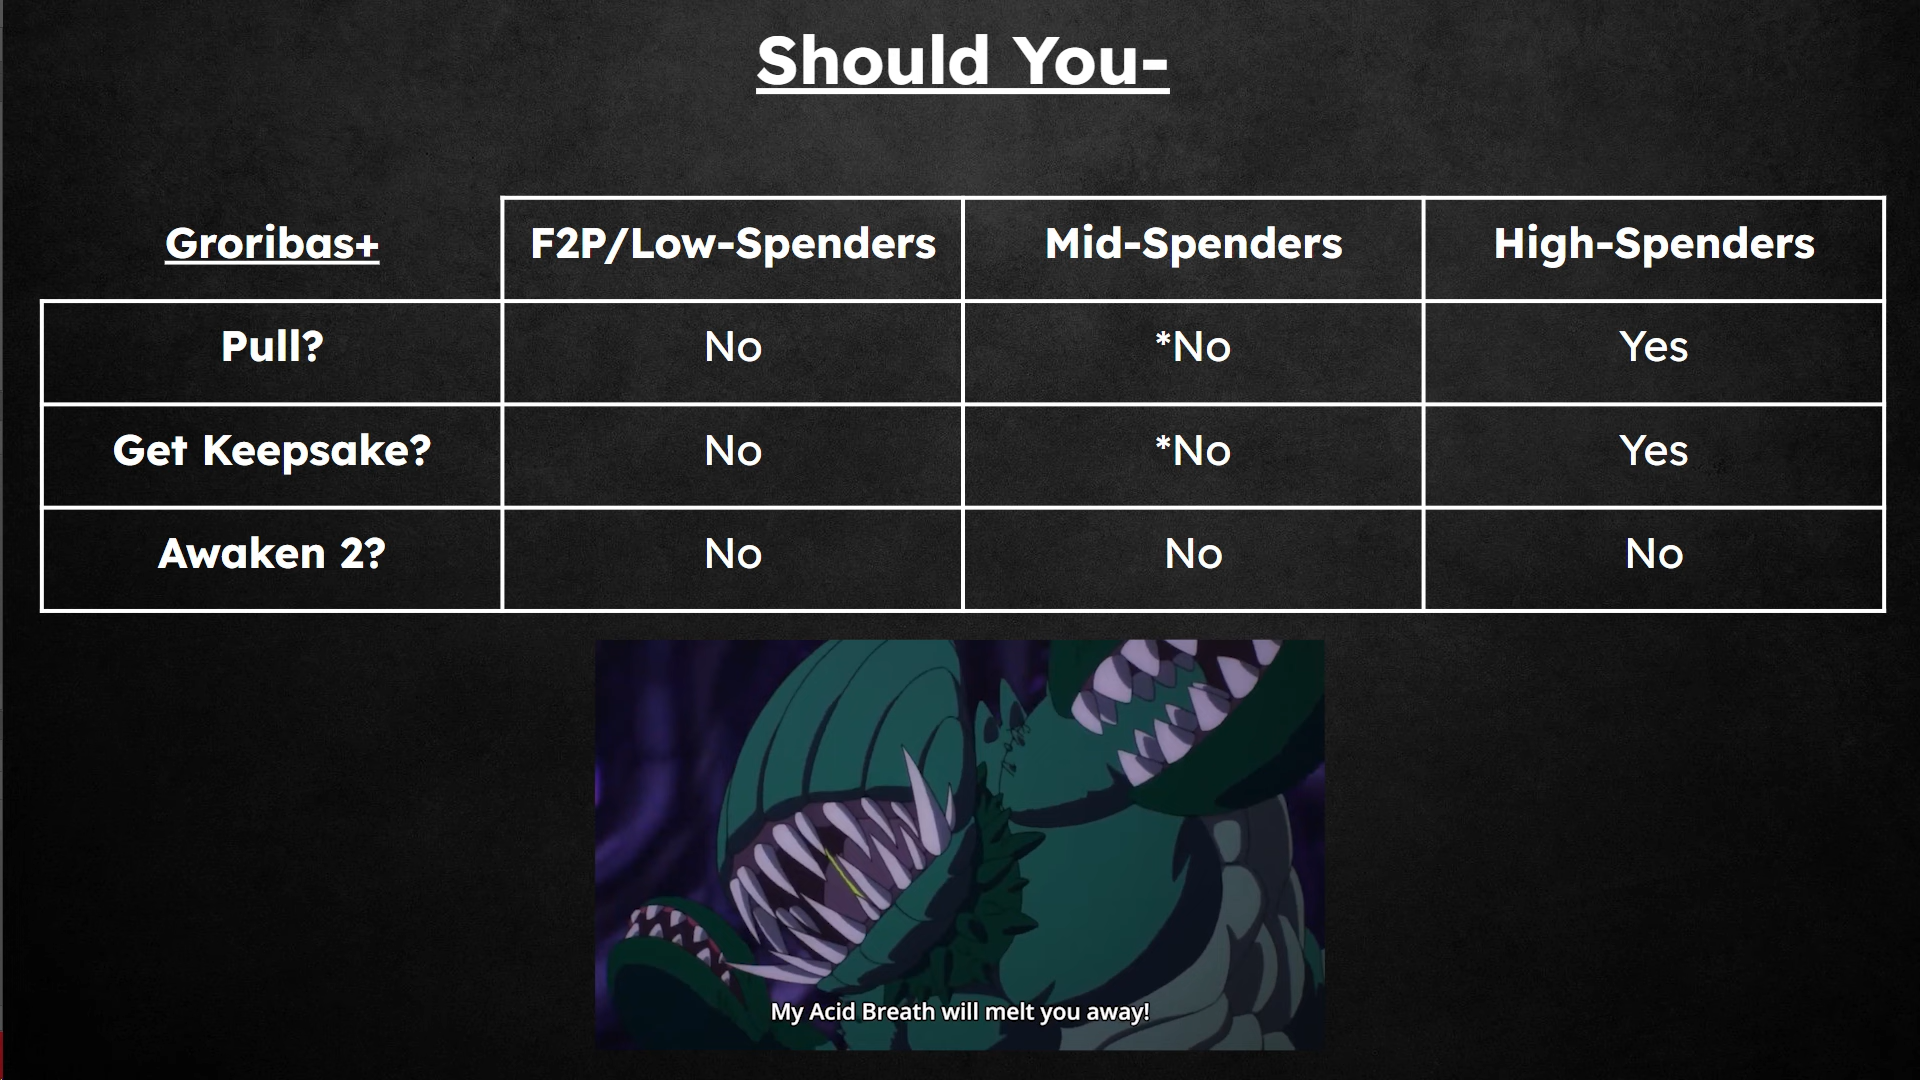 Should You-
Groribas+ F2P/Low-Spenders Mid-Spenders High-Spenders
Pull? No *No Yes
Get Keepsake? No *No Yes
Awaken 2? No No No
My Acid Breath will melt you away!